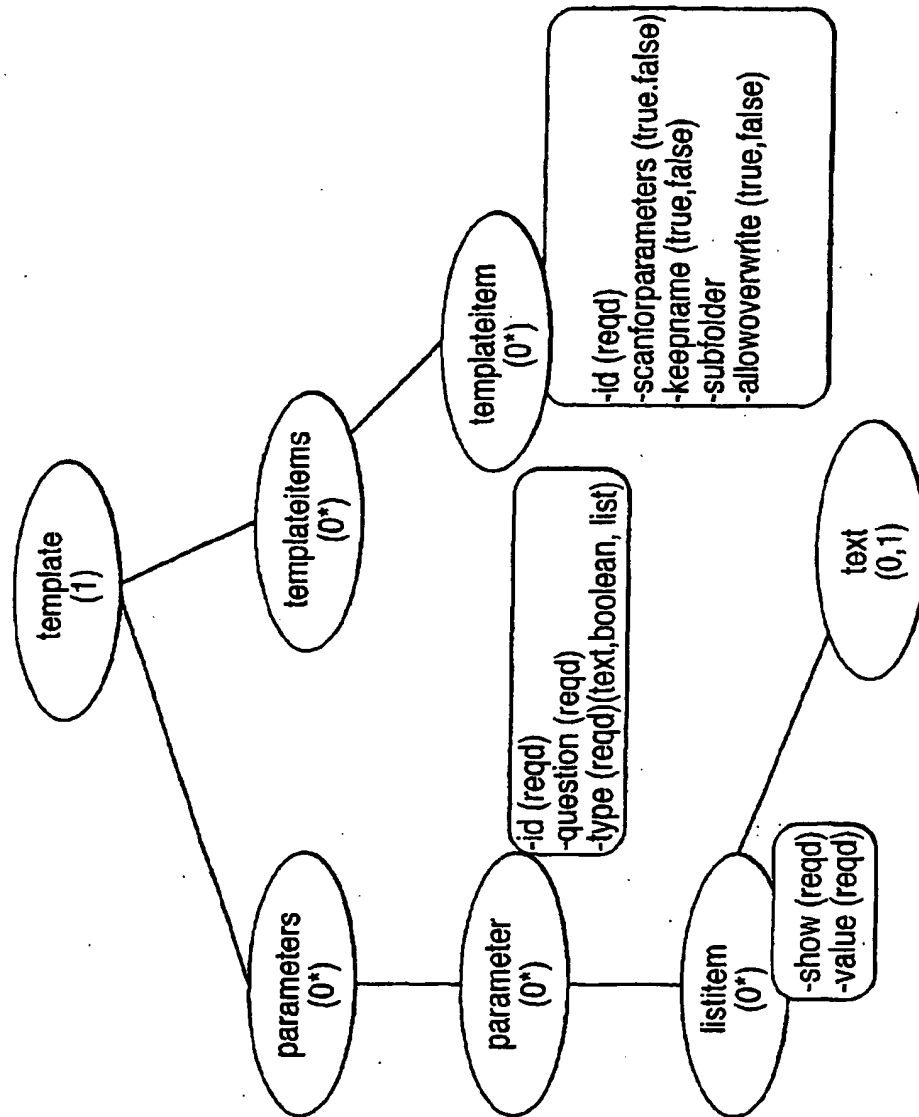 template
(1)
parameters
(0*)
templateitems
(0*)
parameter
(0*)
-id (reqd)
-question (reqd)
-type (reqd)(text,boolean, list)
templateitem
(0*)
-id (reqd)
-scanforparameters (true.false)
-keepname (true,false)
-subfolder
-allowoverwrite (true,false)
listitem
(0*)
-show (reqd)
-value (reqd)
text
(0,1)